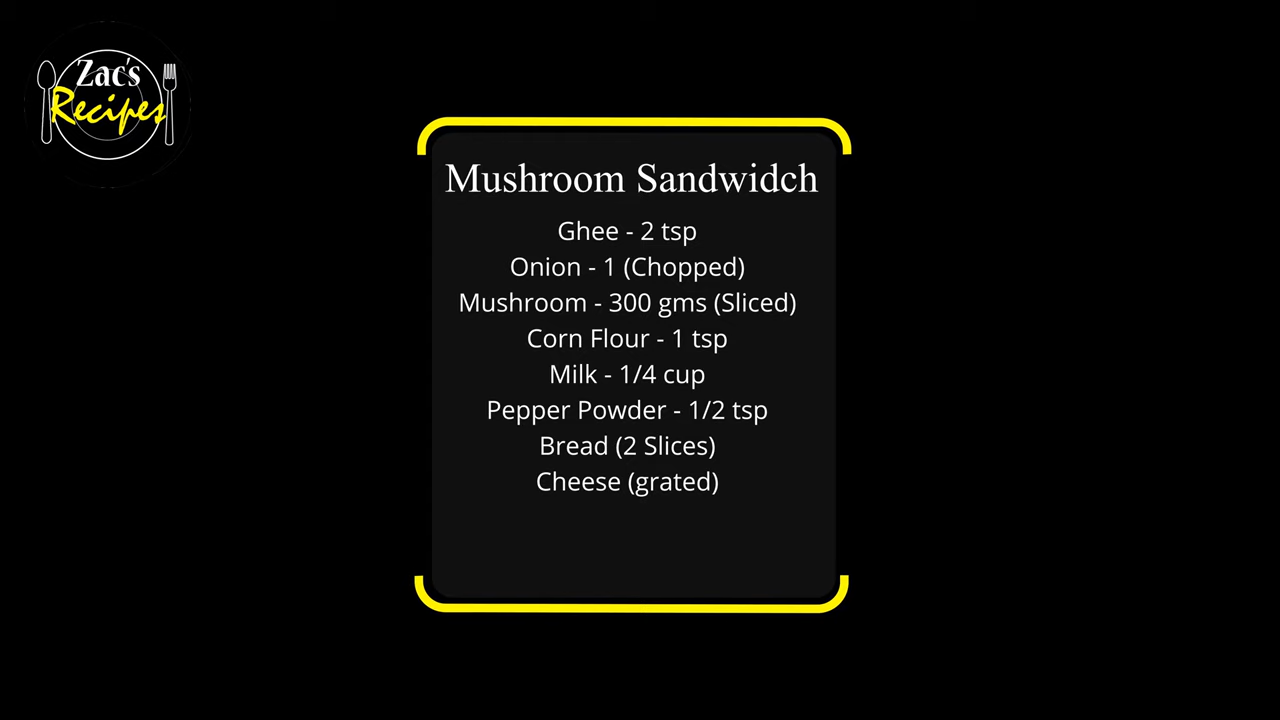 Zac's
Recipes
Mushroom Sandwidch
Ghee - 2 tsp
Onion - 1 (Chopped)
Mushroom - 300 gms (Sliced)
Corn Flour - 1 tsp
Milk - 1/4 cup
Pepper Powder - 1/2 tsp
Bread (2 Slices)
Cheese (grated)